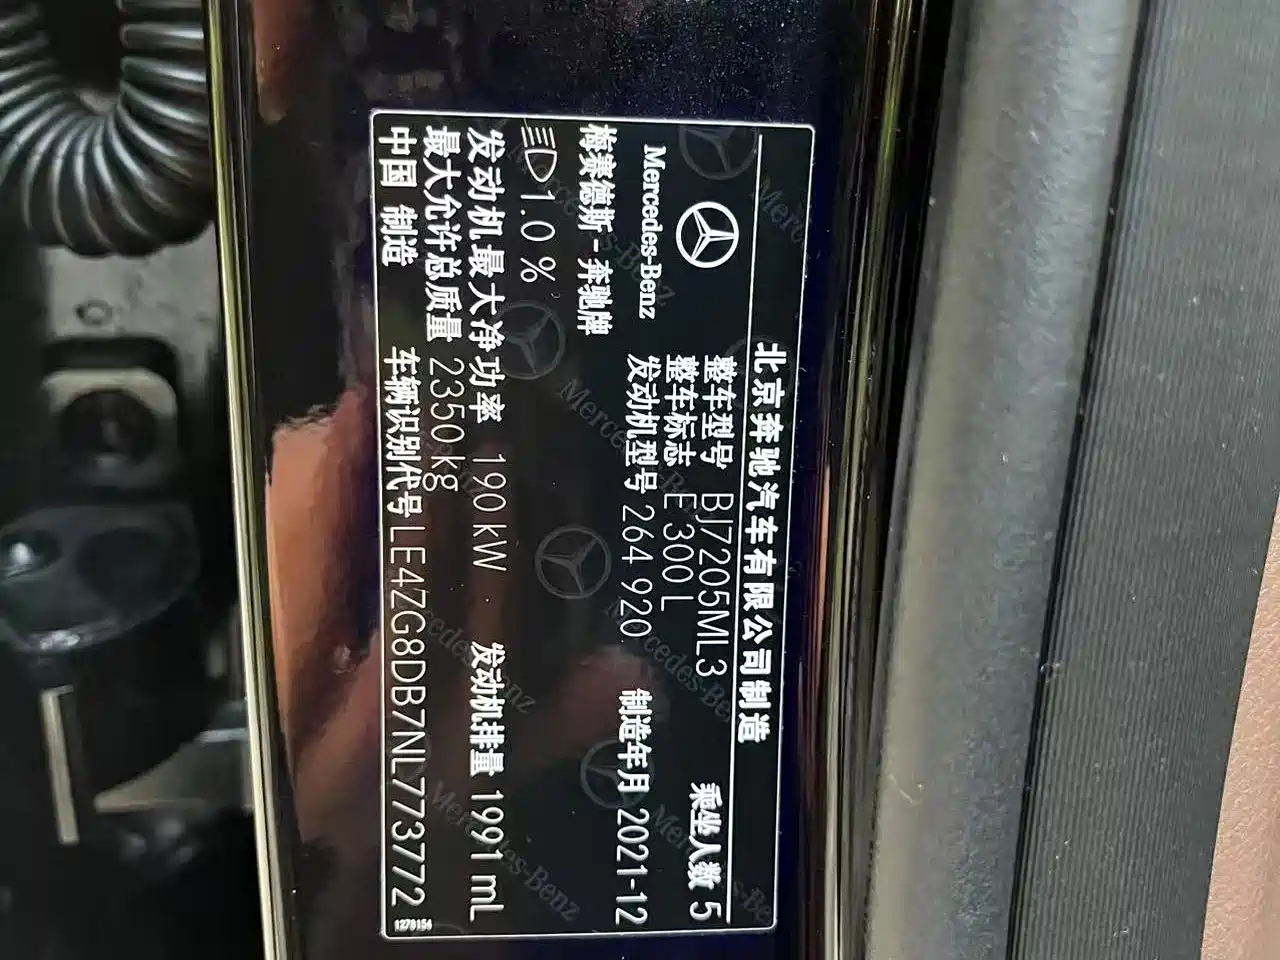 北京奔驰汽车有限公司制造
Mercedes-Benz
梅赛德斯-奔驰牌
整车型号 BJ7205ML3 乘坐人数 5
整车标志 E 300 L
发动机型号 264 920 制造年月 2021-12
1.0 %
发动机最大净功率 190 kW 发动机排量 1991 mL
最大允许总质量 2350 kg
中国 制造 车辆识别代号 LE4ZG8DB7NL773772
1279154